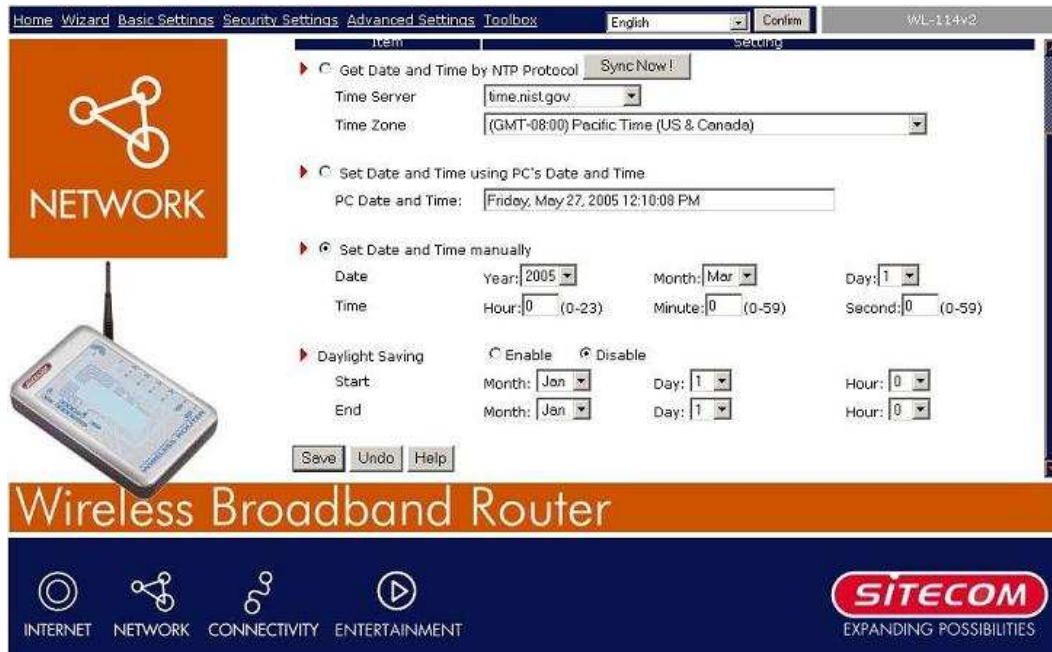 Home Wizard Basic Settings Security Settings Advanced Settings Toolbox English Confirm WL-114v2
Item Setting
Get Date and Time by NTP Protocol Sync Now !
Time Server time.nist.gov
Time Zone (GMT-08:00) Pacific Time (US & Canada)
Set Date and Time using PC's Date and Time
PC Date and Time: Friday, May 27, 2005 12:10:08 PM
Set Date and Time manually
Date Year: 2005 Month: Mar Day: 1
Time Hour: 0 (0-23) Minute: 0 (0-59) Second: 0 (0-59)
Daylight Saving Enable Disable
Start Month: Jan Day: 1 Hour: 0
End Month: Jan Day: 1 Hour: 0
Save Undo Help
NETWORK
SITECOM
WIRELESS ROUTER
Wireless Broadband Router
INTERNET NETWORK CONNECTIVITY ENTERTAINMENT
SITECOM
EXPANDING POSSIBILITIES